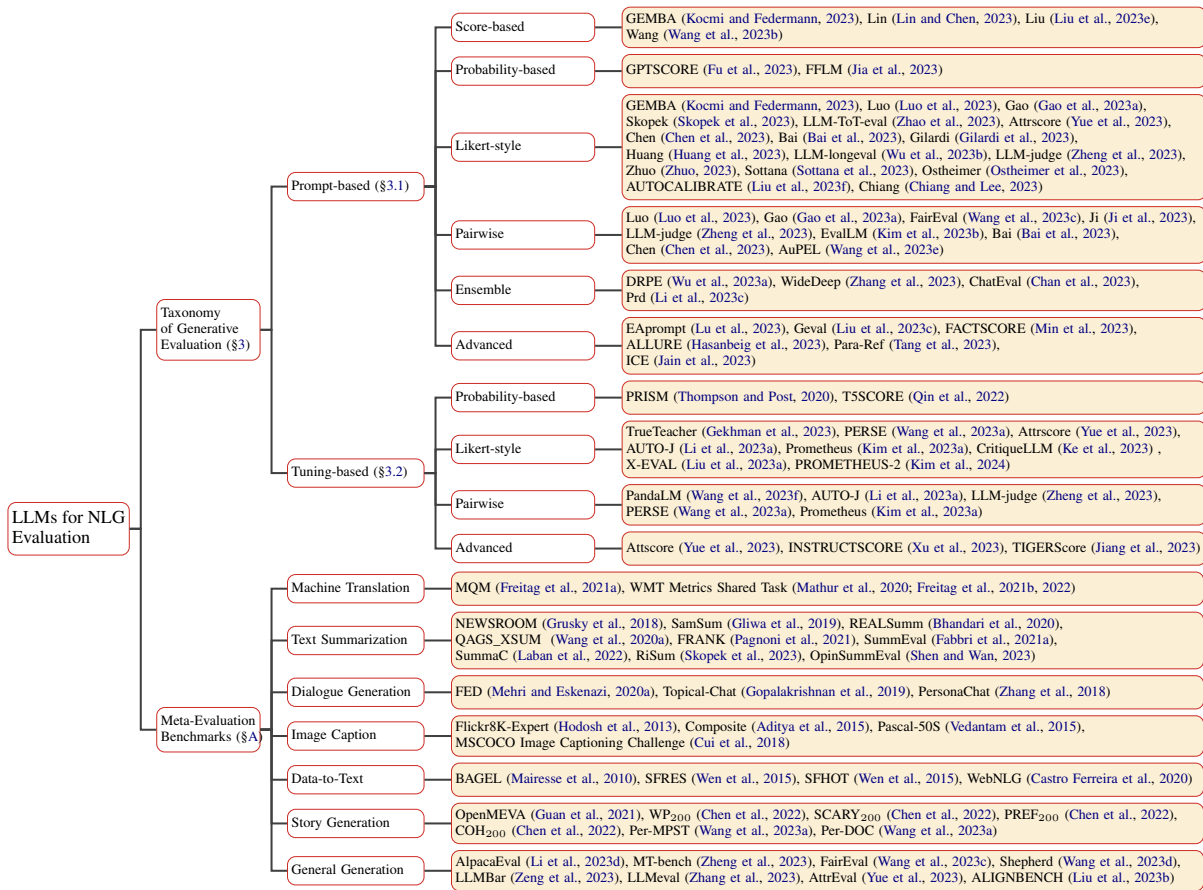 LLMs for NLG
Evaluation
Taxonomy
of Generative
Evaluation (§3)
Prompt-based (§3.1)
Score-based
GEMBA (Kocmi and Federmann, 2023), Lin (Lin and Chen, 2023), Liu (Liu et al., 2023e),
Wang (Wang et al., 2023b)
Probability-based
GPTSCORE (Fu et al., 2023), FFLM (Jia et al., 2023)
Likert-style
GEMBA (Kocmi and Federmann, 2023), Luo (Luo et al., 2023), Gao (Gao et al., 2023a),
Skopek (Skopek et al., 2023), LLM-ToT-eval (Zhao et al., 2023), Attrscore (Yue et al., 2023),
Chen (Chen et al., 2023), Bai (Bai et al., 2023), Gilardi (Gilardi et al., 2023),
Huang (Huang et al., 2023), LLM-longeval (Wu et al., 2023b), LLM-judge (Zheng et al., 2023),
Zhuo (Zhuo, 2023), Sottana (Sottana et al., 2023), Ostheimer (Ostheimer et al., 2023),
AUTOCALIBRATE (Liu et al., 2023f), Chiang (Chiang and Lee, 2023)
Pairwise
Luo (Luo et al., 2023), Gao (Gao et al., 2023a), FairEval (Wang et al., 2023c), Ji (Ji et al., 2023),
LLM-judge (Zheng et al., 2023), EvalLM (Kim et al., 2023b), Bai (Bai et al., 2023),
Chen (Chen et al., 2023), AuPEL (Wang et al., 2023e)
Ensemble
DRPE (Wu et al., 2023a), WideDeep (Zhang et al., 2023), ChatEval (Chan et al., 2023),
Prd (Li et al., 2023c)
Advanced
EAprompt (Lu et al., 2023), Geval (Liu et al., 2023c), FACTSCORE (Min et al., 2023),
ALLURE (Hasanbeig et al., 2023), Para-Ref (Tang et al., 2023),
ICE (Jain et al., 2023)
Tuning-based (§3.2)
Probability-based
PRISM (Thompson and Post, 2020), T5SCORE (Qin et al., 2022)
Likert-style
TrueTeacher (Gekhman et al., 2023), PERSE (Wang et al., 2023a), Attrscore (Yue et al., 2023),
AUTO-J (Li et al., 2023a), Prometheus (Kim et al., 2023a), CritiqueLLM (Ke et al., 2023) ,
X-EVAL (Liu et al., 2023a), PROMETHEUS-2 (Kim et al., 2024)
Pairwise
PandaLM (Wang et al., 2023f), AUTO-J (Li et al., 2023a), LLM-judge (Zheng et al., 2023),
PERSE (Wang et al., 2023a), Prometheus (Kim et al., 2023a)
Advanced
Attscore (Yue et al., 2023), INSTRUCTSCORE (Xu et al., 2023), TIGERScore (Jiang et al., 2023)
Meta-Evaluation
Benchmarks (§A)
Machine Translation
MQM (Freitag et al., 2021a), WMT Metrics Shared Task (Mathur et al., 2020; Freitag et al., 2021b, 2022)
Text Summarization
NEWSROOM (Grusky et al., 2018), SamSum (Gliwa et al., 2019), REALSumm (Bhandari et al., 2020),
QAGS_XSUM (Wang et al., 2020a), FRANK (Pagnoni et al., 2021), SummEval (Fabbri et al., 2021a),
SummaC (Laban et al., 2022), RiSum (Skopek et al., 2023), OpinSummEval (Shen and Wan, 2023)
Dialogue Generation
FED (Mehri and Eskenazi, 2020a), Topical-Chat (Gopalakrishnan et al., 2019), PersonaChat (Zhang et al., 2018)
Image Caption
Flickr8K-Expert (Hodosh et al., 2013), Composite (Aditya et al., 2015), Pascal-50S (Vedantam et al., 2015),
MSCOCO Image Captioning Challenge (Cui et al., 2018)
Data-to-Text
BAGEL (Mairesse et al., 2010), SFRES (Wen et al., 2015), SFHOT (Wen et al., 2015), WebNLG (Castro Ferreira et al., 2020)
Story Generation
OpenMEVA (Guan et al., 2021), WP₂₀₀ (Chen et al., 2022), SCARY₂₀₀ (Chen et al., 2022), PREF₂₀₀ (Chen et al., 2022),
COH₂₀₀ (Chen et al., 2022), Per-MPST (Wang et al., 2023a), Per-DOC (Wang et al., 2023a)
General Generation
AlpacaEval (Li et al., 2023d), MT-bench (Zheng et al., 2023), FairEval (Wang et al., 2023c), Shepherd (Wang et al., 2023d),
LLMBar (Zeng et al., 2023), LLMeval (Zhang et al., 2023), AttrEval (Yue et al., 2023), ALIGNBENCH (Liu et al., 2023b)